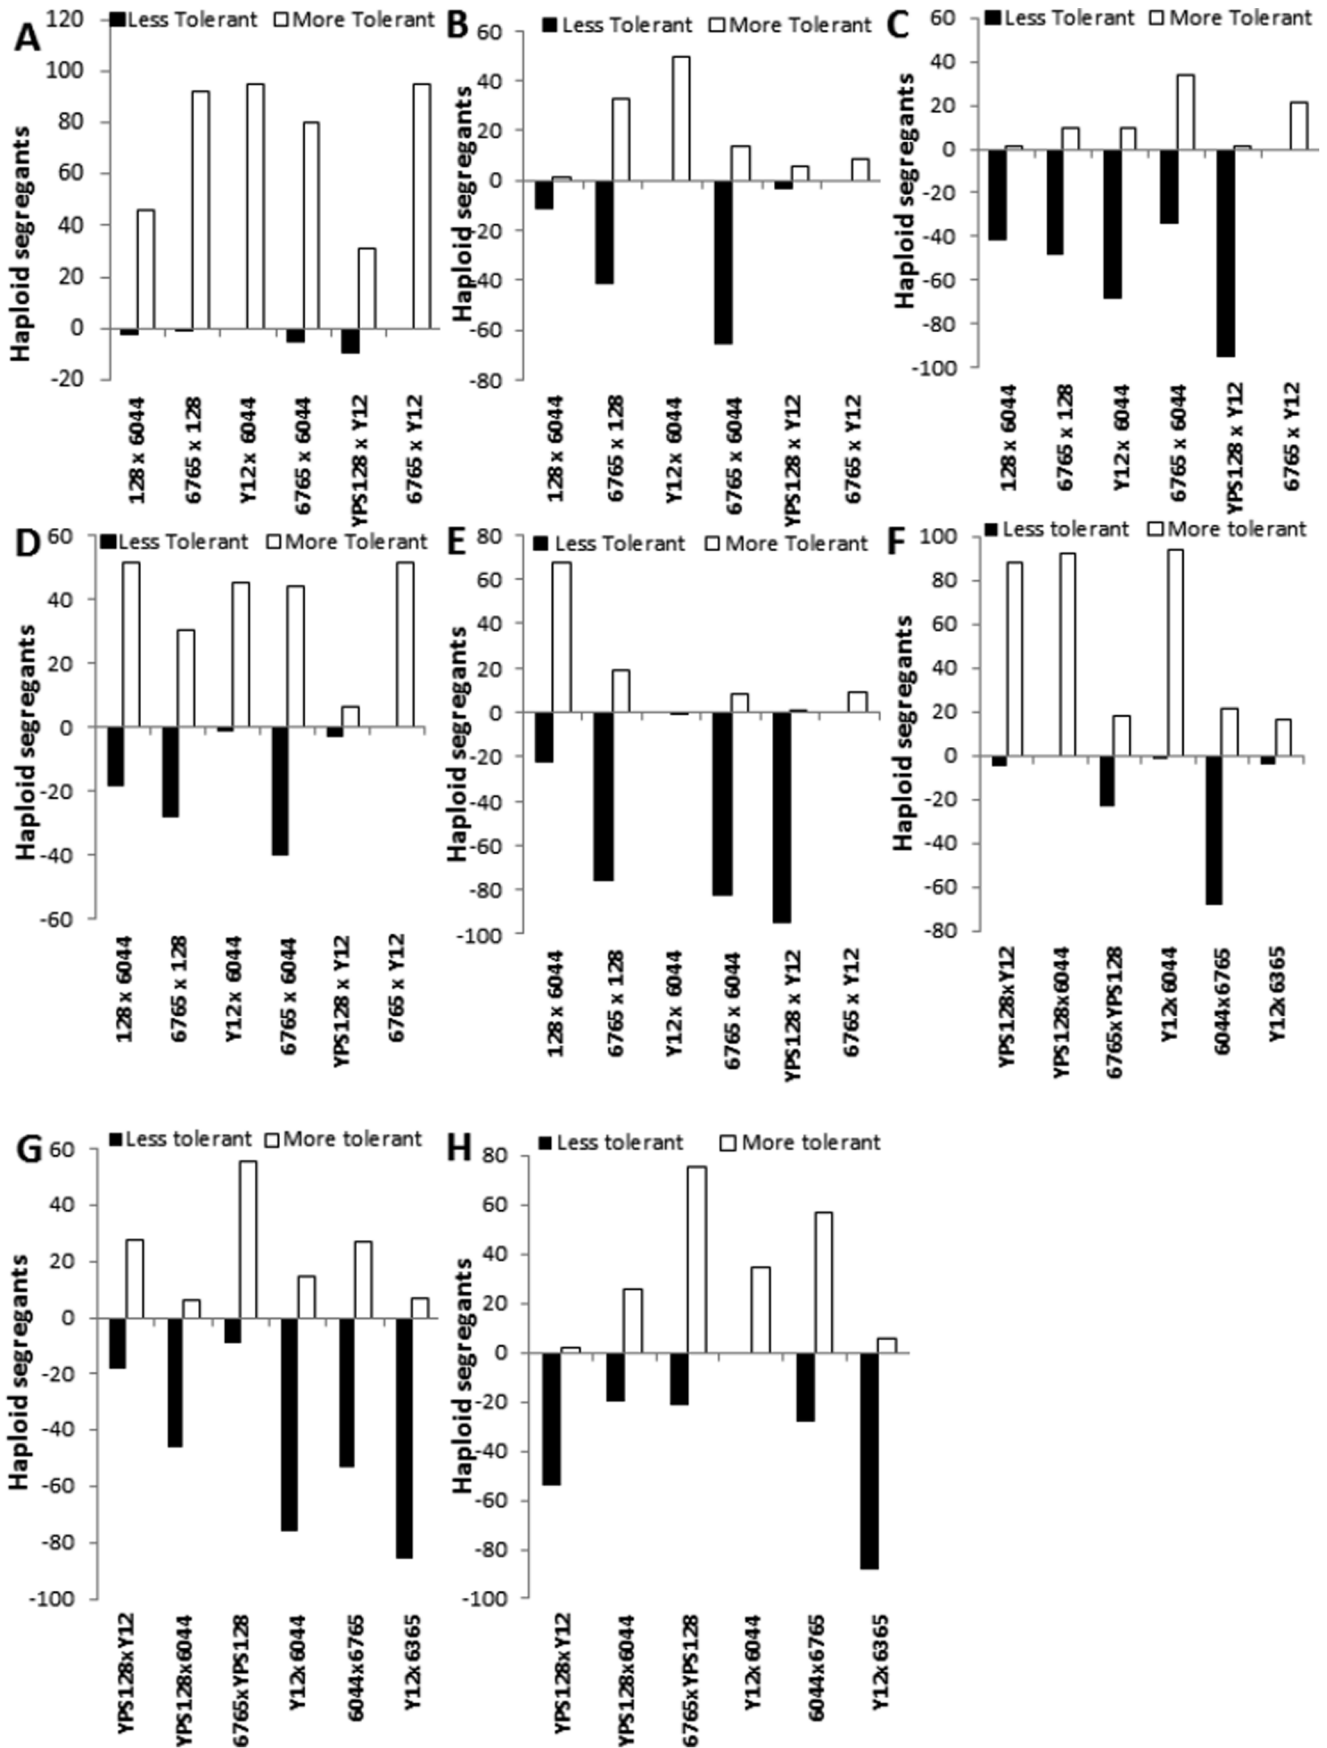 A
Less Tolerant More Tolerant
Haploid segregants
120
100
80
60
40
20
0
-20
128 x 6044
6765 x 128
Y12 x 6044
6765 x 6044
YPS128 x Y12
6765 x Y12
B
Less Tolerant More Tolerant
Haploid segregants
60
40
20
0
-20
-40
-60
-80
128 x 6044
6765 x 128
Y12 x 6044
6765 x 6044
YPS128 x Y12
6765 x Y12
C
Less Tolerant More Tolerant
Haploid segregants
60
40
20
0
-20
-40
-60
-80
-100
128 x 6044
6765 x 128
Y12 x 6044
6765 x 6044
YPS128 x Y12
6765 x Y12
D
Less Tolerant More Tolerant
Haploid segregants
60
40
20
0
-20
-40
-60
128 x 6044
6765 x 128
Y12 x 6044
6765 x 6044
YPS128 x Y12
6765 x Y12
E
Less Tolerant More Tolerant
Haploid segregants
80
60
40
20
0
-20
-40
-60
-80
-100
128 x 6044
6765 x 128
Y12 x 6044
6765 x 6044
YPS128 x Y12
6765 x Y12
F
Less tolerant More tolerant
Haploid segregants
100
80
60
40
20
0
-20
-40
-60
-80
YPS128xY12
YPS128x6044
6765xYPS128
Y12x6044
6044x6765
Y12x6365
G
Less tolerant More tolerant
Haploid segregants
60
40
20
0
-20
-40
-60
-80
-100
YPS128xY12
YPS128x6044
6765xYPS128
Y12x6044
6044x6765
Y12x6365
H
Less tolerant More tolerant
Haploid segregants
80
60
40
20
0
-20
-40
-60
-80
-100
YPS128xY12
YPS128x6044
6765xYPS128
Y12x6044
6044x6765
Y12x6365